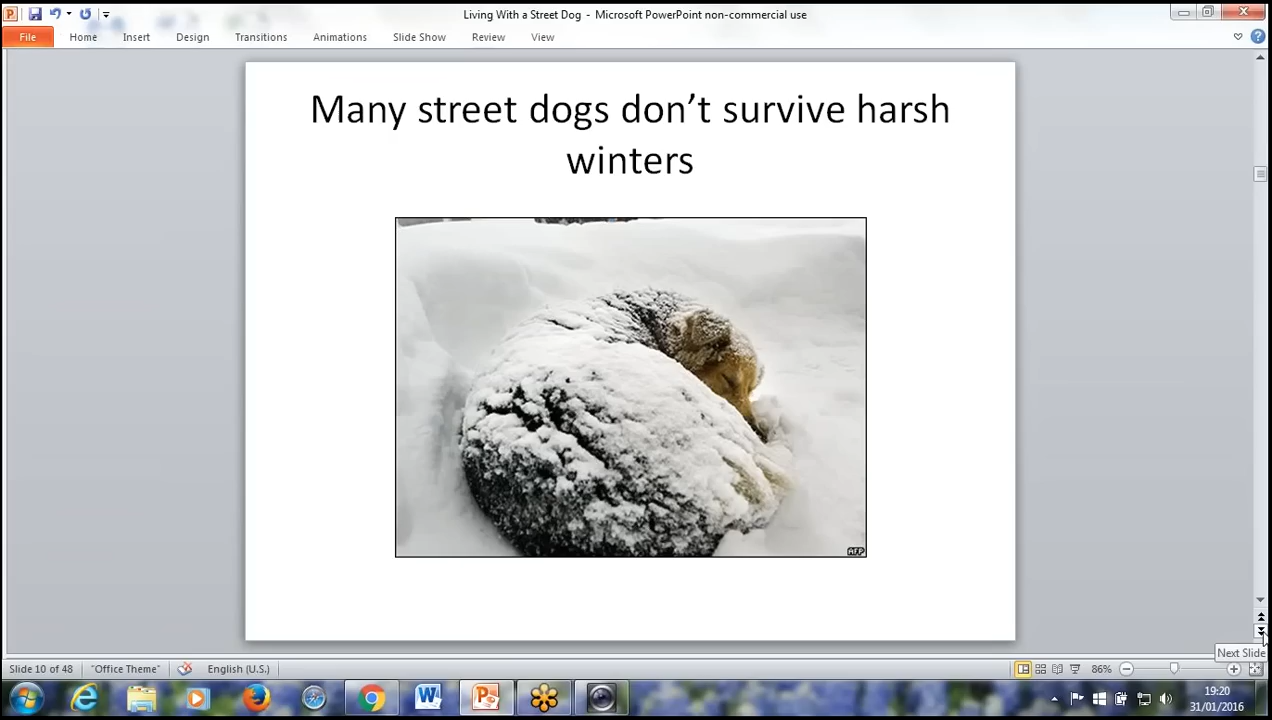 Living With a Street Dog - Microsoft PowerPoint non-commercial use
File Home Insert Design Transitions Animations Slide Show Review View
Many street dogs don't survive harsh
winters
AFP
Next Slide
Slide 10 of 48 "Office Theme" English (U.S.) 86%
19:20
31/01/2016